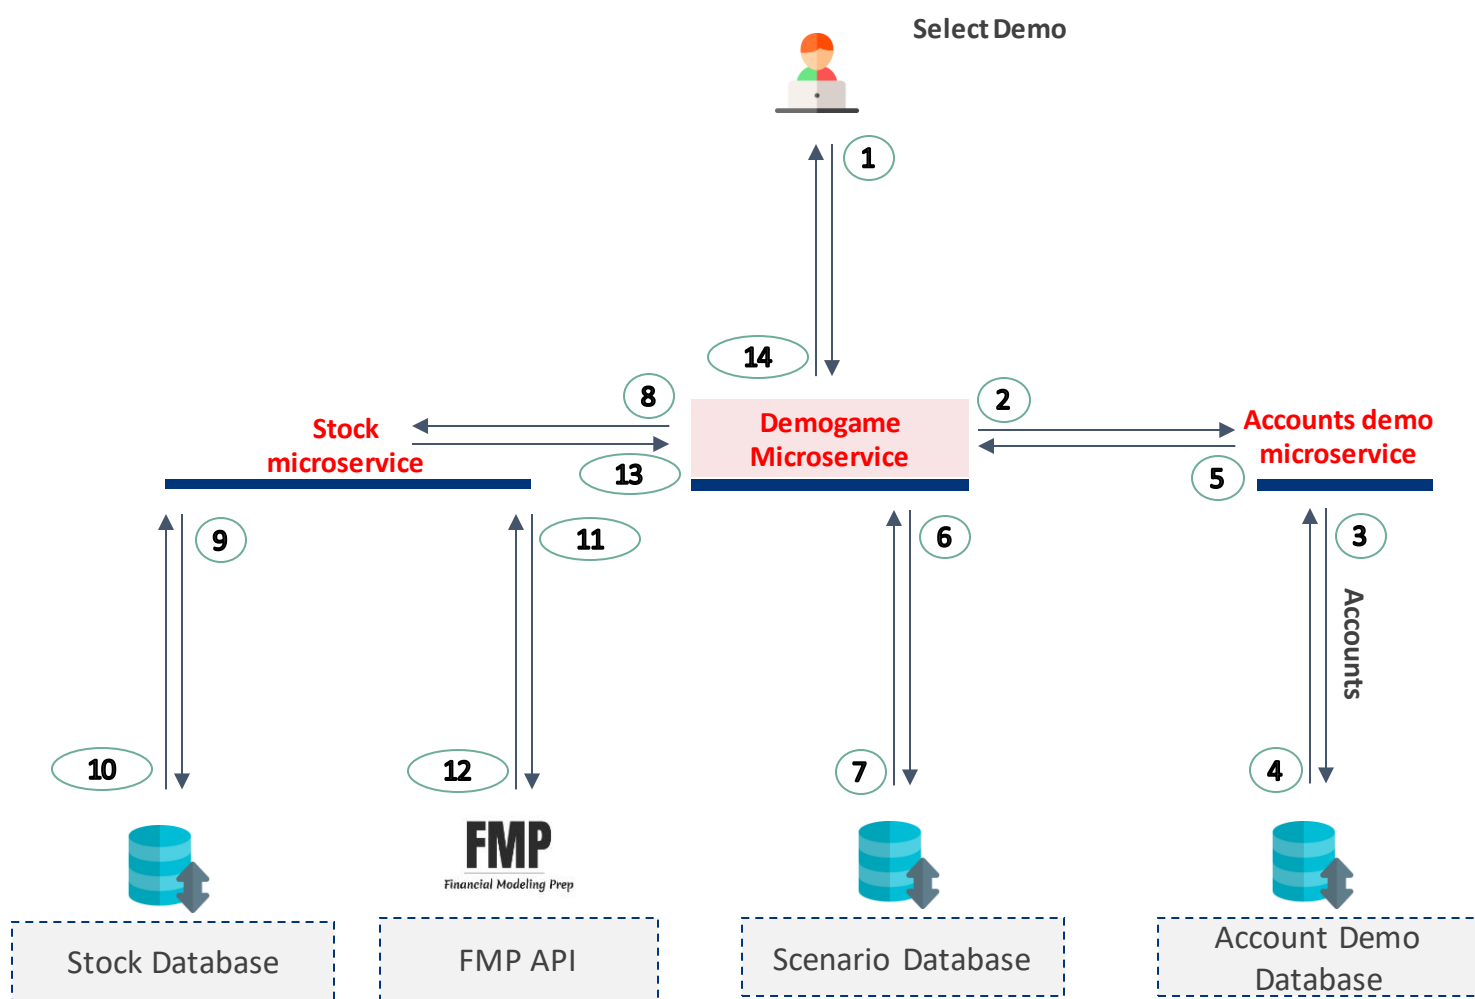 Select Demo
1
14
8
2
Stock
microservice
Demogame
Microservice
Accounts demo
microservice
13
5
9
11
6
3
Accounts
10
12
7
4
FMP
Financial Modeling Prep
Stock Database
FMP API
Scenario Database
Account Demo
Database